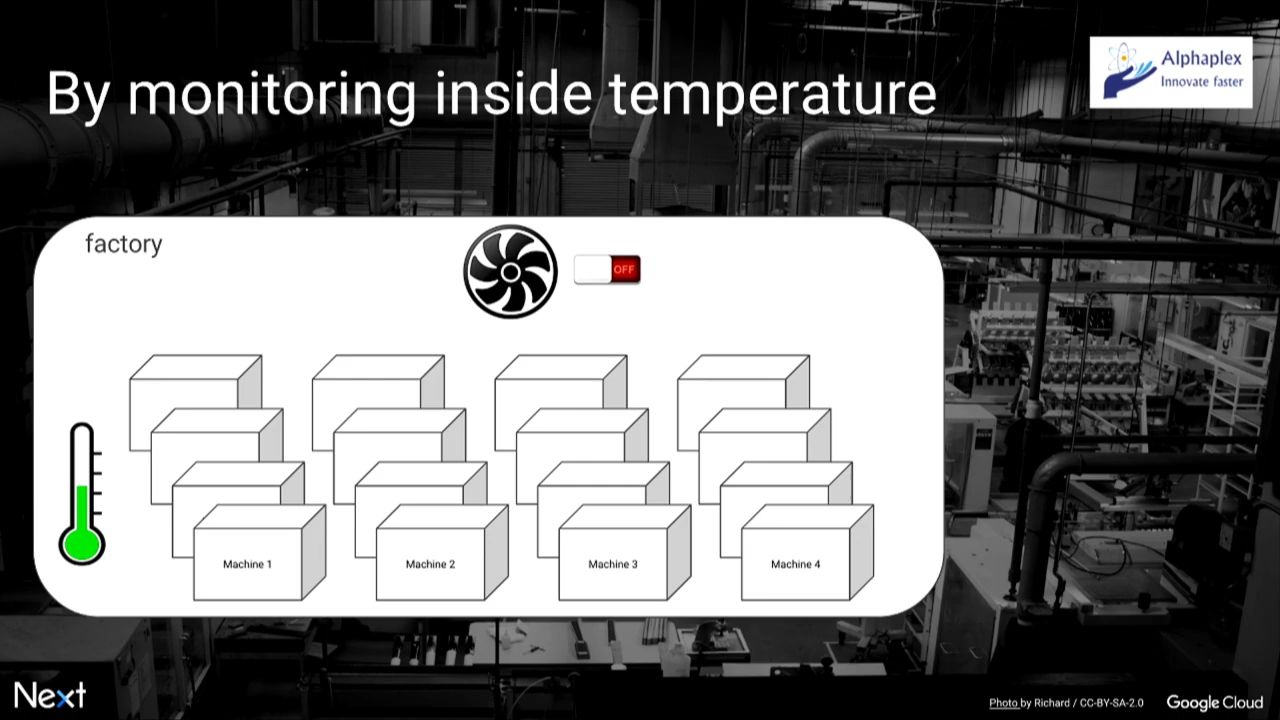 By monitoring inside temperature
Alphaplex
Innovate faster
factory
OFF
Machine 1
Machine 2
Machine 3
Machine 4
Next
Photo by Richard / CC-BY-SA-2.0
Google Cloud